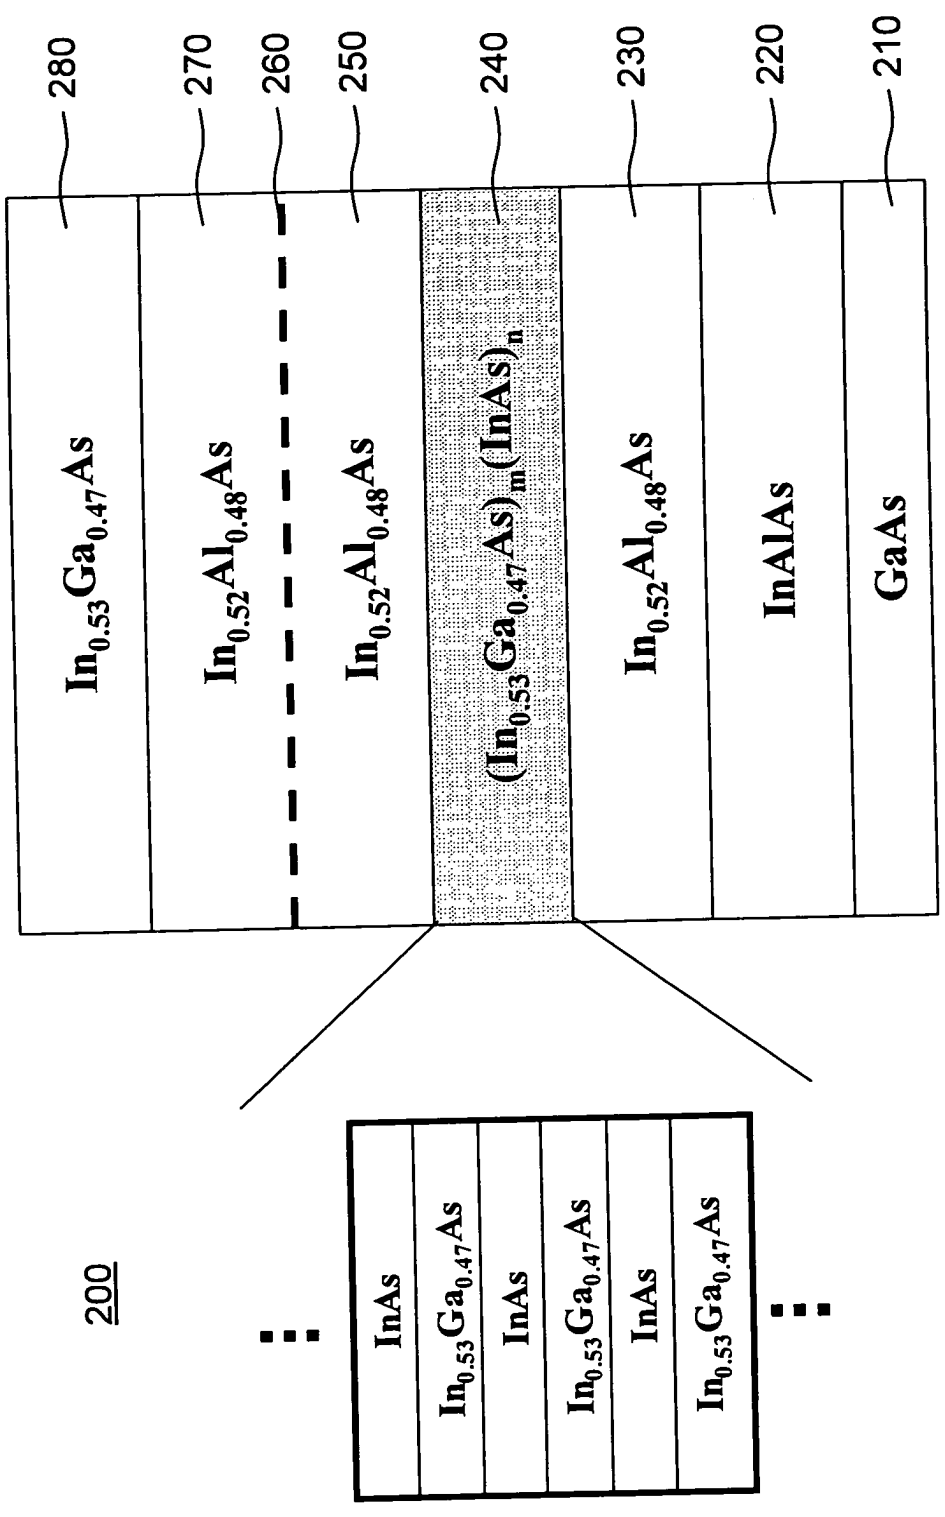 200
InAs
In0.53Ga0.47As
InAs
In0.53Ga0.47As
InAs
In0.53Ga0.47As
In0.53Ga0.47As
In0.52Al0.48As
In0.52Al0.48As
(In0.53Ga0.47As)m(InAs)n
In0.52Al0.48As
InAlAs
GaAs
280
270
260
250
240
230
220
210